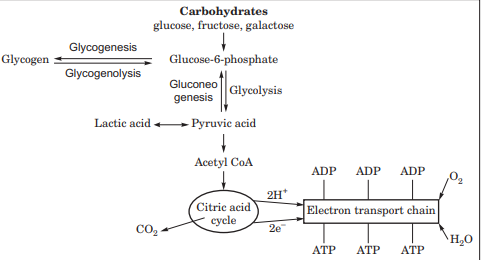 Carbohydrates
glucose, fructose, galactose
Glycogenesis
Glycogen
Glucose-6-phosphate
Glycogenolysis
Gluconeo
genesis
Glycolysis
Lactic acid
Pyruvic acid
Acetyl CoA
ADP
ADP
ADP
O₂
2H⁺
Citric acid
cycle
Electron transport chain
2e⁻
CO₂
H₂O
ATP
ATP
ATP